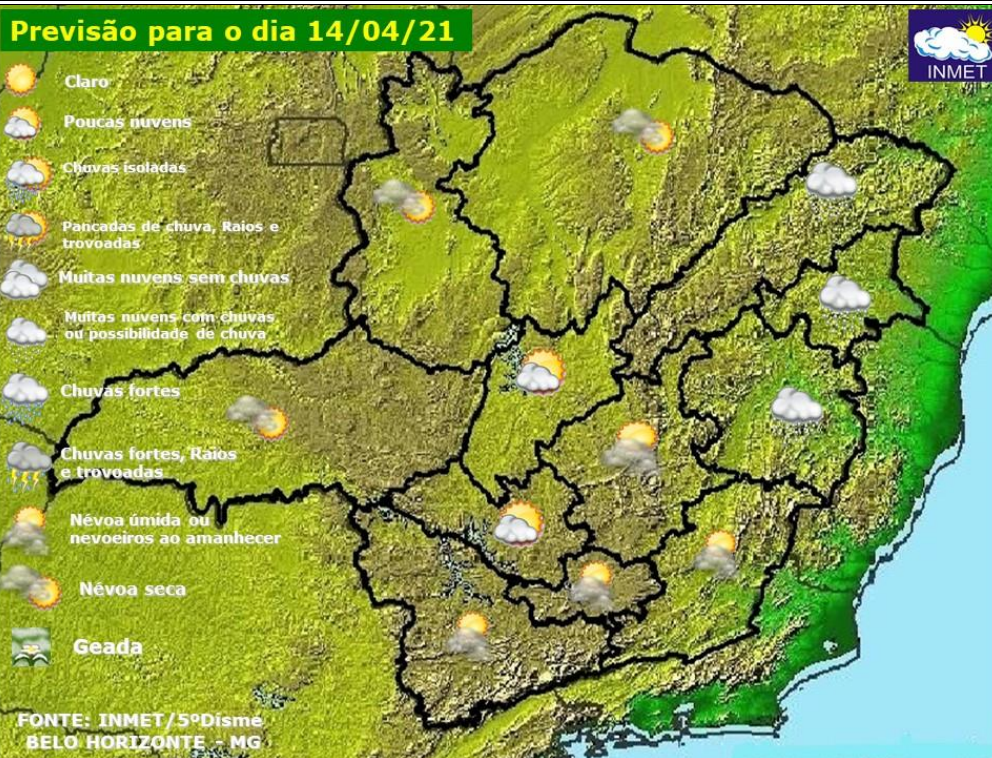 Previsão para o dia 14/04/21
INMET
Claro
Poucas nuvens
Chuvas isoladas
Pancadas de chuva, Raios e
trovoadas
Muitas nuvens sem chuvas
Muitas nuvens com chuvas
ou possibilidade de chuva
Chuvas fortes
Chuvas fortes, Raios
e trovoadas
Névoa úmida ou
nevoeiros ao amanhecer
Névoa seca
Geada
FONTE: INMET/5ºDisme
BELO HORIZONTE - MG